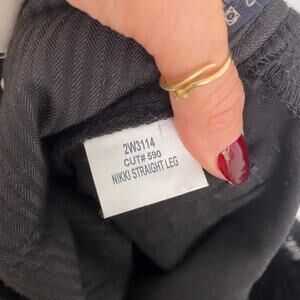 2W3114
CUT# 590
NIKKI STRAIGHT LEG